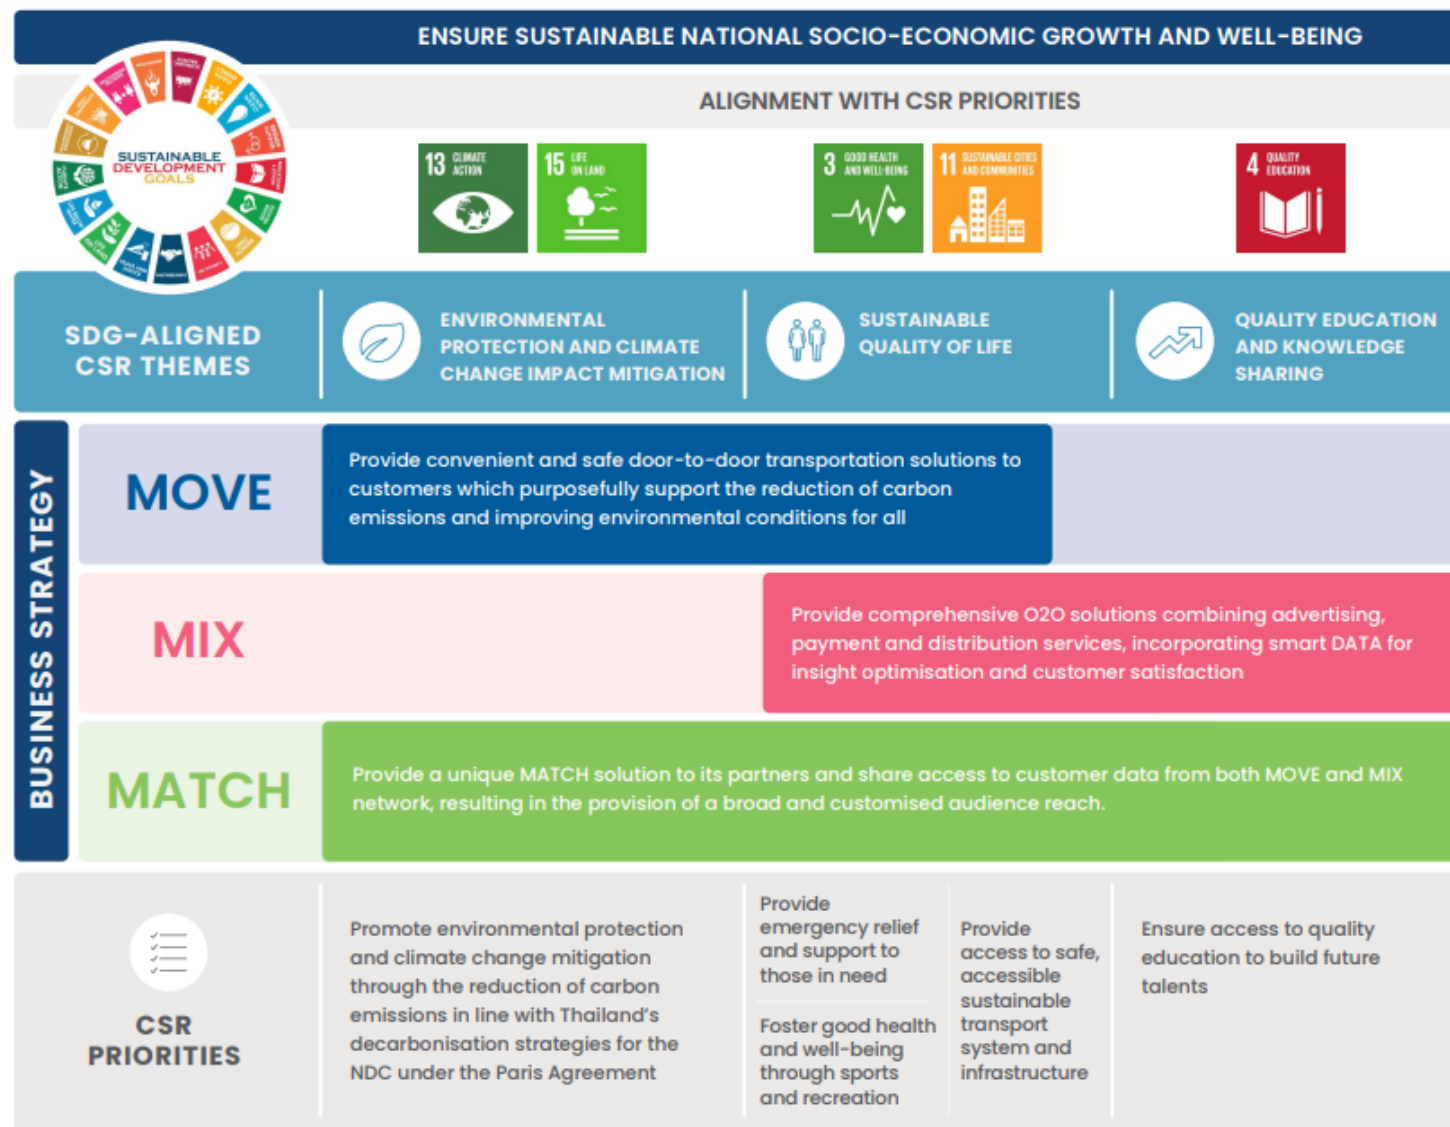 ENSURE SUSTAINABLE NATIONAL SOCIO-ECONOMIC GROWTH AND WELL-BEING
ALIGNMENT WITH CSR PRIORITIES
SUSTAINABLE
DEVELOPMENT
GOALS
13 CLIMATE
ACTION
15 LIFE
ON LAND
3 GOOD HEALTH
AND WELL-BEING
11 SUSTAINABLE CITIES
AND COMMUNITIES
4 QUALITY
EDUCATION
SDG-ALIGNED
CSR THEMES
ENVIRONMENTAL
PROTECTION AND CLIMATE
CHANGE IMPACT MITIGATION
SUSTAINABLE
QUALITY OF LIFE
QUALITY EDUCATION
AND KNOWLEDGE
SHARING
BUSINESS STRATEGY
MOVE
Provide convenient and safe door-to-door transportation solutions to
customers which purposefully support the reduction of carbon
emissions and improving environmental conditions for all
MIX
Provide comprehensive O2O solutions combining advertising,
payment and distribution services, incorporating smart DATA for
insight optimisation and customer satisfaction
MATCH
Provide a unique MATCH solution to its partners and share access to customer data from both MOVE and MIX
network, resulting in the provision of a broad and customised audience reach.
CSR
PRIORITIES
Promote environmental protection
and climate change mitigation
through the reduction of carbon
emissions in line with Thailand's
decarbonisation strategies for the
NDC under the Paris Agreement
Provide
emergency relief
and support to
those in need
Foster good health
and well-being
through sports
and recreation
Provide
access to safe,
accessible
sustainable
transport
system and
infrastructure
Ensure access to quality
education to build future
talents